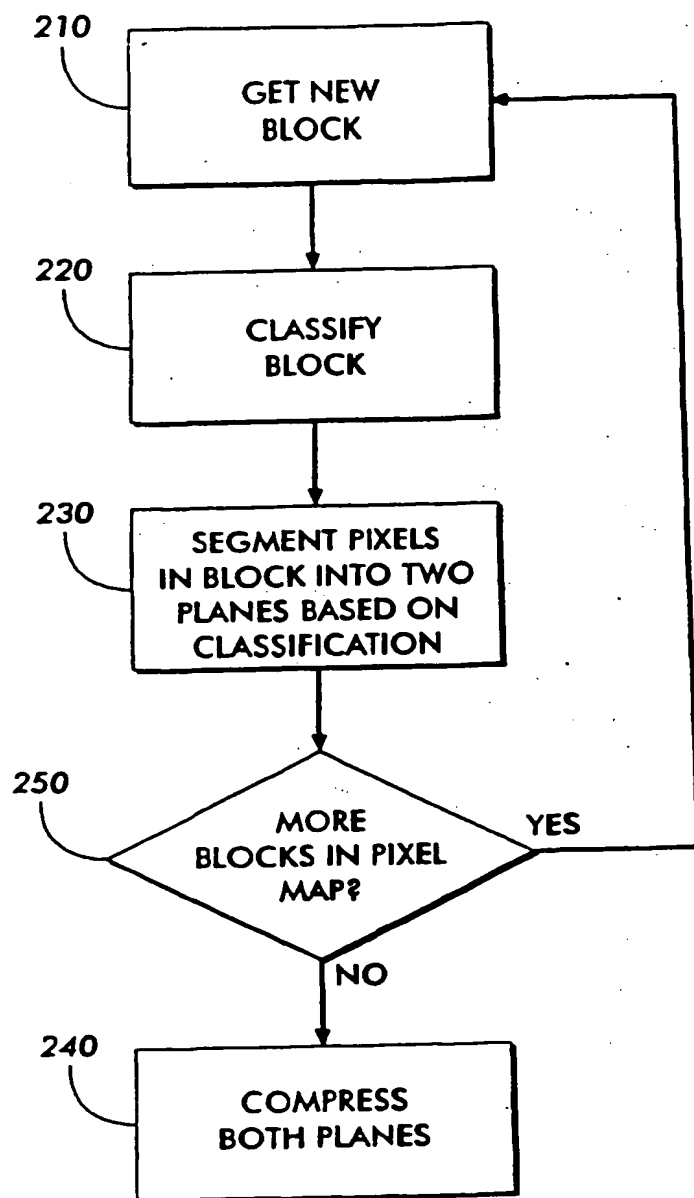 210
GET NEW
BLOCK
220
CLASSIFY
BLOCK
230
SEGMENT PIXELS
IN BLOCK INTO TWO
PLANES BASED ON
CLASSIFICATION
250
MORE
BLOCKS IN PIXEL
MAP?
YES
NO
240
COMPRESS
BOTH PLANES